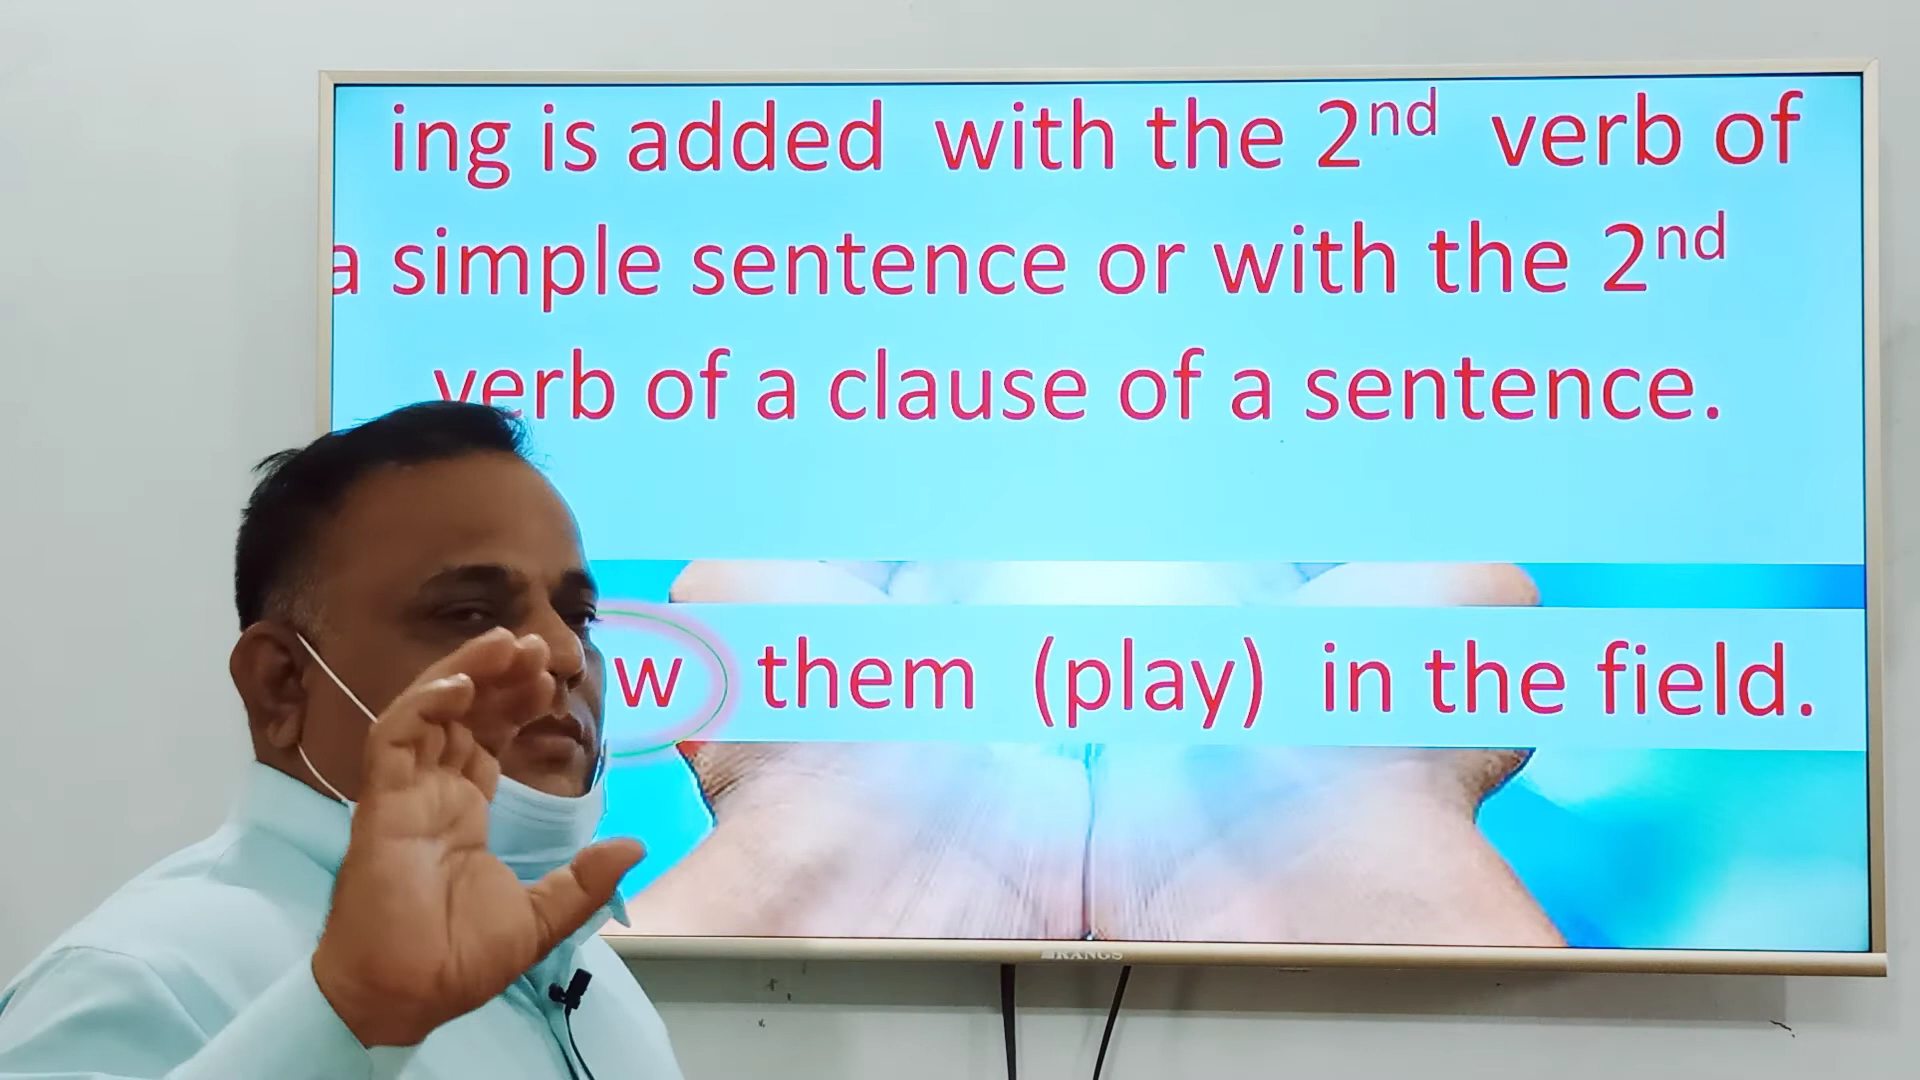 ing is added with the 2nd verb of
a simple sentence or with the 2nd
verb of a clause of a sentence.
w them (play) in the field.
RANGS